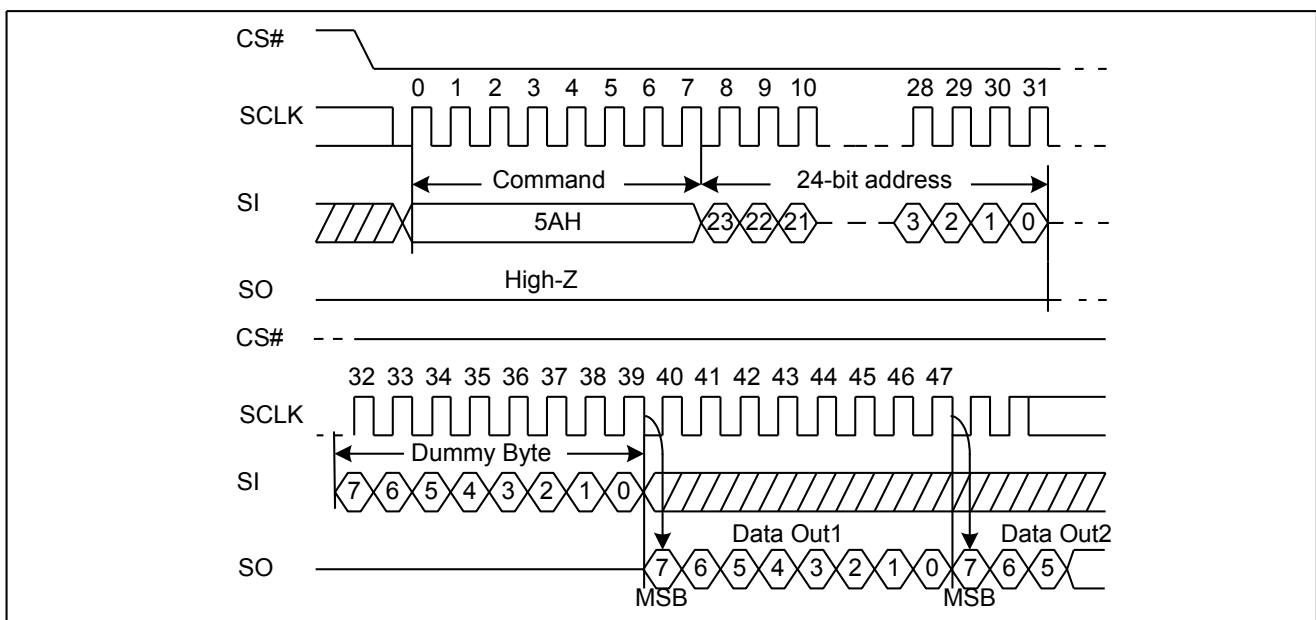 CS#
0 1 2 3 4 5 6 7 8 9 10 28 29 30 31
SCLK
Command 24-bit address
SI
5AH 23 22 21 3 2 1 0
High-Z
SO
CS#
32 33 34 35 36 37 38 39 40 41 42 43 44 45 46 47
SCLK
Dummy Byte
SI
7 6 5 4 3 2 1 0
Data Out1 Data Out2
SO
7 6 5 4 3 2 1 0 7 6 5
MSB MSB